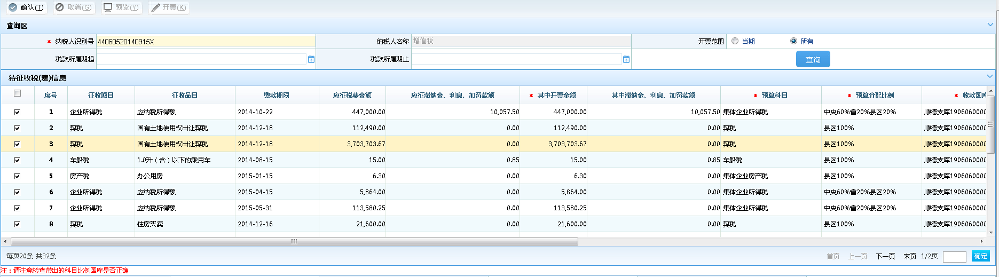 确认(T) 取消(G) 预览(Y) 开票(K)
查询区
* 纳税人识别号 44060520140915X 纳税人名称 增值税 开票范围 当期 所有
税款所属期起 税款所属期止 查询
待征收税(费)信息
序号 征收项目 征收品目 缴款期限 应征税费金额 应征滞纳金、利息、加罚款额 * 其中开票金额 其中滞纳金、利息、加罚款额 * 预算科目 * 预算分配比例 * 收款国库
1 企业所得税 应纳税所得额 2014-10-22 447,000.00 10,057.50 447,000.00 10,057.50 集体企业所得税 中央60%省20%县区20% 顺德支库1906060000
2 契税 国有土地使用权出让契税 2014-12-18 112,490.00 0.00 112,490.00 0.00 契税 县区100% 顺德支库1906060000
3 契税 国有土地使用权出让契税 2014-12-18 3,703,703.67 0.00 3,703,703.67 0.00 契税 县区100% 顺德支库1906060000
4 车船税 1.0升（含）以下的乘用车 2014-08-15 15.00 0.85 15.00 0.85 车船税 县区100% 顺德支库1906060000
5 房产税 办公用房 2015-01-15 6.30 0.00 6.30 0.00 集体企业房产税 县区100% 顺德支库1906060000
6 企业所得税 应纳税所得额 2015-04-15 5,864.00 0.00 5,864.00 0.00 集体企业所得税 中央60%省20%县区20% 顺德支库1906060000
7 企业所得税 应纳税所得额 2015-05-31 113,580.25 0.00 113,580.25 0.00 集体企业所得税 中央60%省20%县区20% 顺德支库1906060000
8 契税 住房买卖 2014-12-16 21,600.00 0.00 21,600.00 0.00 契税 县区100% 顺德支库1906060000
每页20条 共32条 首页 上一页 下一页 末页 1/2页 确定
注：请注意检查带出的科目比例国库是否正确